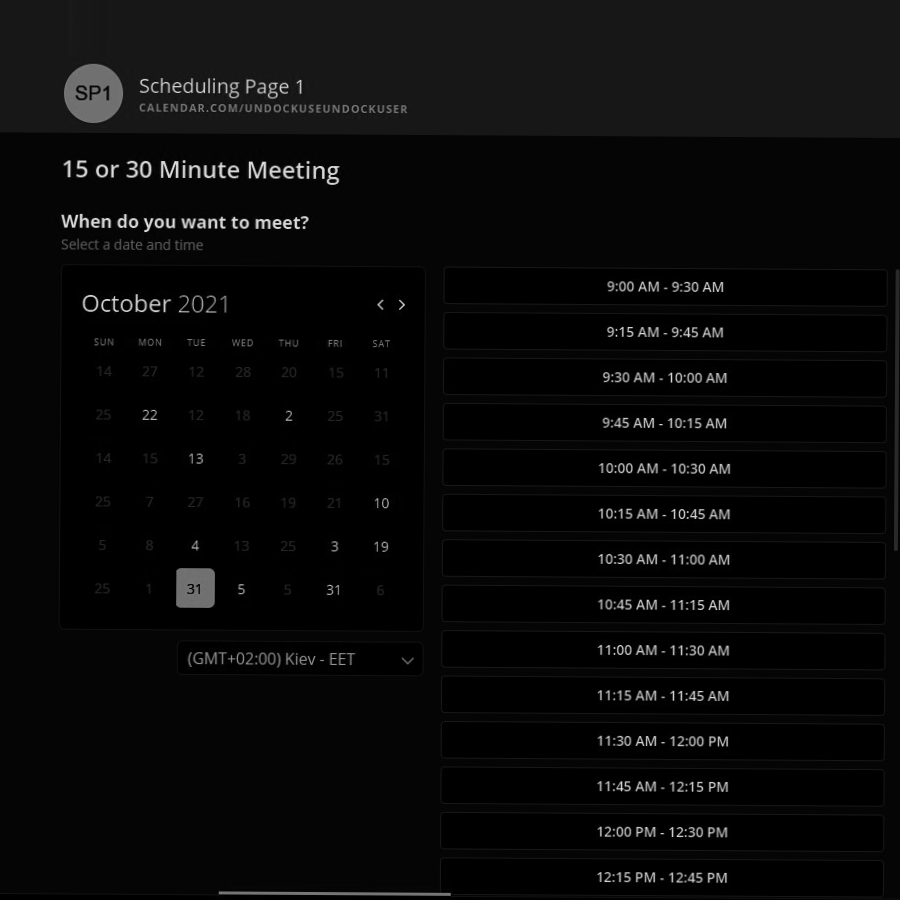 SP1
Scheduling Page 1
CALENDAR.COM/UNDOCKUSEUNDOCKUSER
15 or 30 Minute Meeting
When do you want to meet?
Select a date and time
October 2021
SUN MON TUE WED THU FRI SAT
14 27 12 28 20 15 11
25 22 12 18 2 25 31
14 15 13 3 29 26 15
25 7 27 16 19 21 10
5 8 4 13 25 3 19
25 1 31 5 5 31 6
(GMT+02:00) Kiev - EET
9:00 AM - 9:30 AM
9:15 AM - 9:45 AM
9:30 AM - 10:00 AM
9:45 AM - 10:15 AM
10:00 AM - 10:30 AM
10:15 AM - 10:45 AM
10:30 AM - 11:00 AM
10:45 AM - 11:15 AM
11:00 AM - 11:30 AM
11:15 AM - 11:45 AM
11:30 AM - 12:00 PM
11:45 AM - 12:15 PM
12:00 PM - 12:30 PM
12:15 PM - 12:45 PM